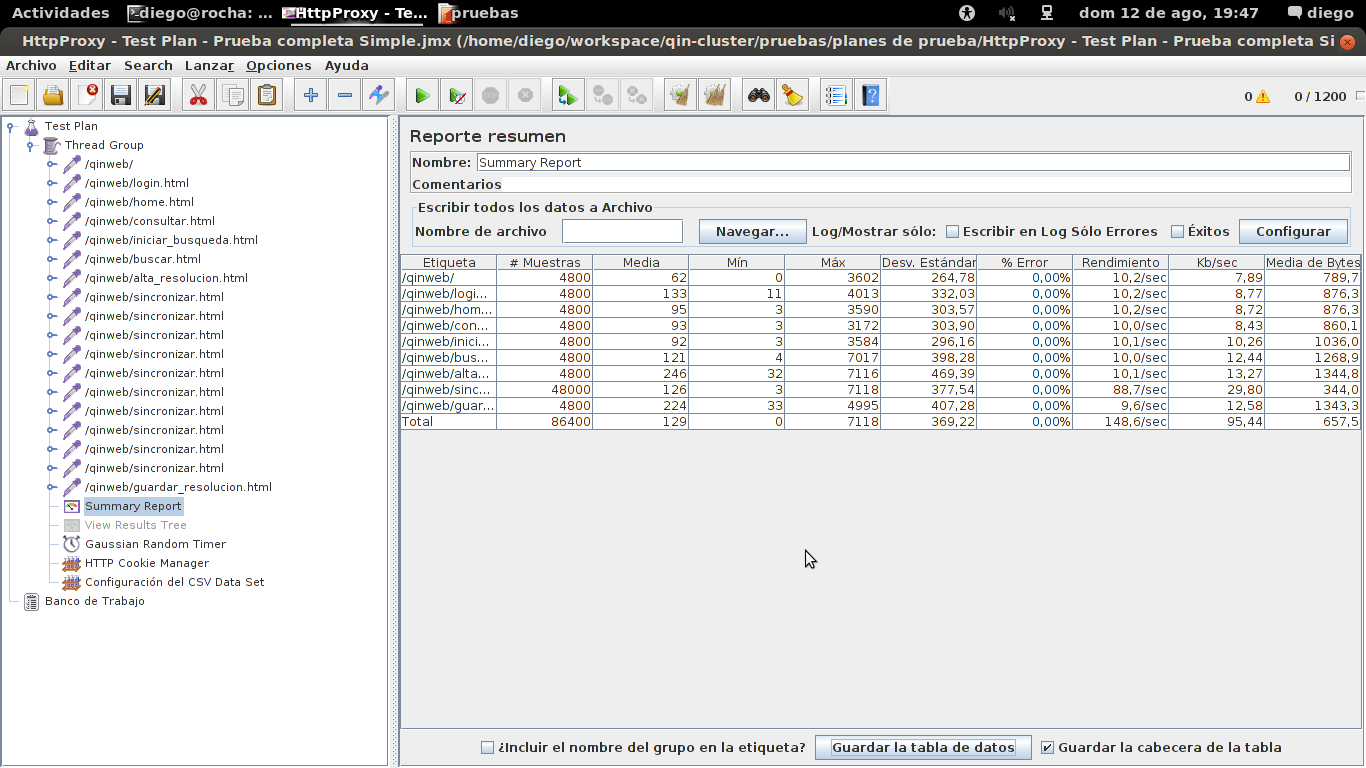 Actividades diego@rocha: ... HttpProxy - Te... pruebas dom 12 de ago, 19:47 diego
HttpProxy - Test Plan - Prueba completa Simple.jmx (/home/diego/workspace/qin-cluster/pruebas/planes de prueba/HttpProxy - Test Plan - Prueba completa Si
Archivo Editar Search Lanzar Opciones Ayuda
0 0 / 1200
Test Plan
Thread Group
/qinweb/
/qinweb/login.html
/qinweb/home.html
/qinweb/consultar.html
/qinweb/iniciar_busqueda.html
/qinweb/buscar.html
/qinweb/alta_resolucion.html
/qinweb/sincronizar.html
/qinweb/sincronizar.html
/qinweb/sincronizar.html
/qinweb/sincronizar.html
/qinweb/sincronizar.html
/qinweb/sincronizar.html
/qinweb/sincronizar.html
/qinweb/sincronizar.html
/qinweb/sincronizar.html
/qinweb/sincronizar.html
/qinweb/guardar_resolucion.html
Summary Report
View Results Tree
Gaussian Random Timer
HTTP Cookie Manager
Configuración del CSV Data Set
Banco de Trabajo
Reporte resumen
Nombre: Summary Report
Comentarios
Escribir todos los datos a Archivo
Nombre de archivo Navegar... Log/Mostrar sólo: Escribir en Log Sólo Errores Éxitos Configurar
Etiqueta # Muestras Media Mín Máx Desv. Estándar % Error Rendimiento Kb/sec Media de Bytes
/qinweb/ 4800 62 0 3602 264,78 0,00% 10,2/sec 7,89 789,7
/qinweb/logi... 4800 133 11 4013 332,03 0,00% 10,2/sec 8,77 876,3
/qinweb/hom... 4800 95 3 3590 303,57 0,00% 10,2/sec 8,72 876,3
/qinweb/con... 4800 93 3 3172 303,90 0,00% 10,0/sec 8,43 860,1
/qinweb/inici... 4800 92 3 3584 296,16 0,00% 10,1/sec 10,26 1036,0
/qinweb/bus... 4800 121 4 7017 398,28 0,00% 10,0/sec 12,44 1268,9
/qinweb/alta... 4800 246 32 7116 469,39 0,00% 10,1/sec 13,27 1344,8
/qinweb/sinc... 48000 126 3 7118 377,54 0,00% 88,7/sec 29,80 344,0
/qinweb/guar... 4800 224 33 4995 407,28 0,00% 9,6/sec 12,58 1343,3
Total 86400 129 0 7118 369,22 0,00% 148,6/sec 95,44 657,5
¿Incluir el nombre del grupo en la etiqueta? Guardar la tabla de datos Guardar la cabecera de la tabla